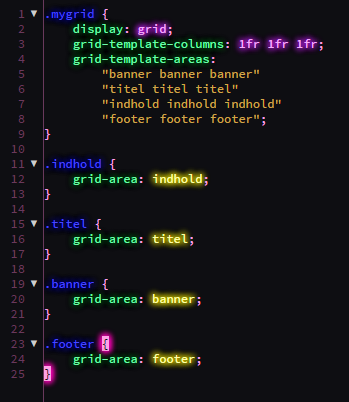 1 ▼ .mygrid {
2 display: grid;
3 grid-template-columns: 1fr 1fr 1fr;
4 grid-template-areas:
5 "banner banner banner"
6 "titel titel titel"
7 "indhold indhold indhold"
8 "footer footer footer";
9 }
10
11 ▼ .indhold {
12 grid-area: indhold;
13 }
14
15 ▼ .titel {
16 grid-area: titel;
17 }
18
19 ▼ .banner {
20 grid-area: banner;
21 }
22
23 ▼ .footer {
24 grid-area: footer;
25 }